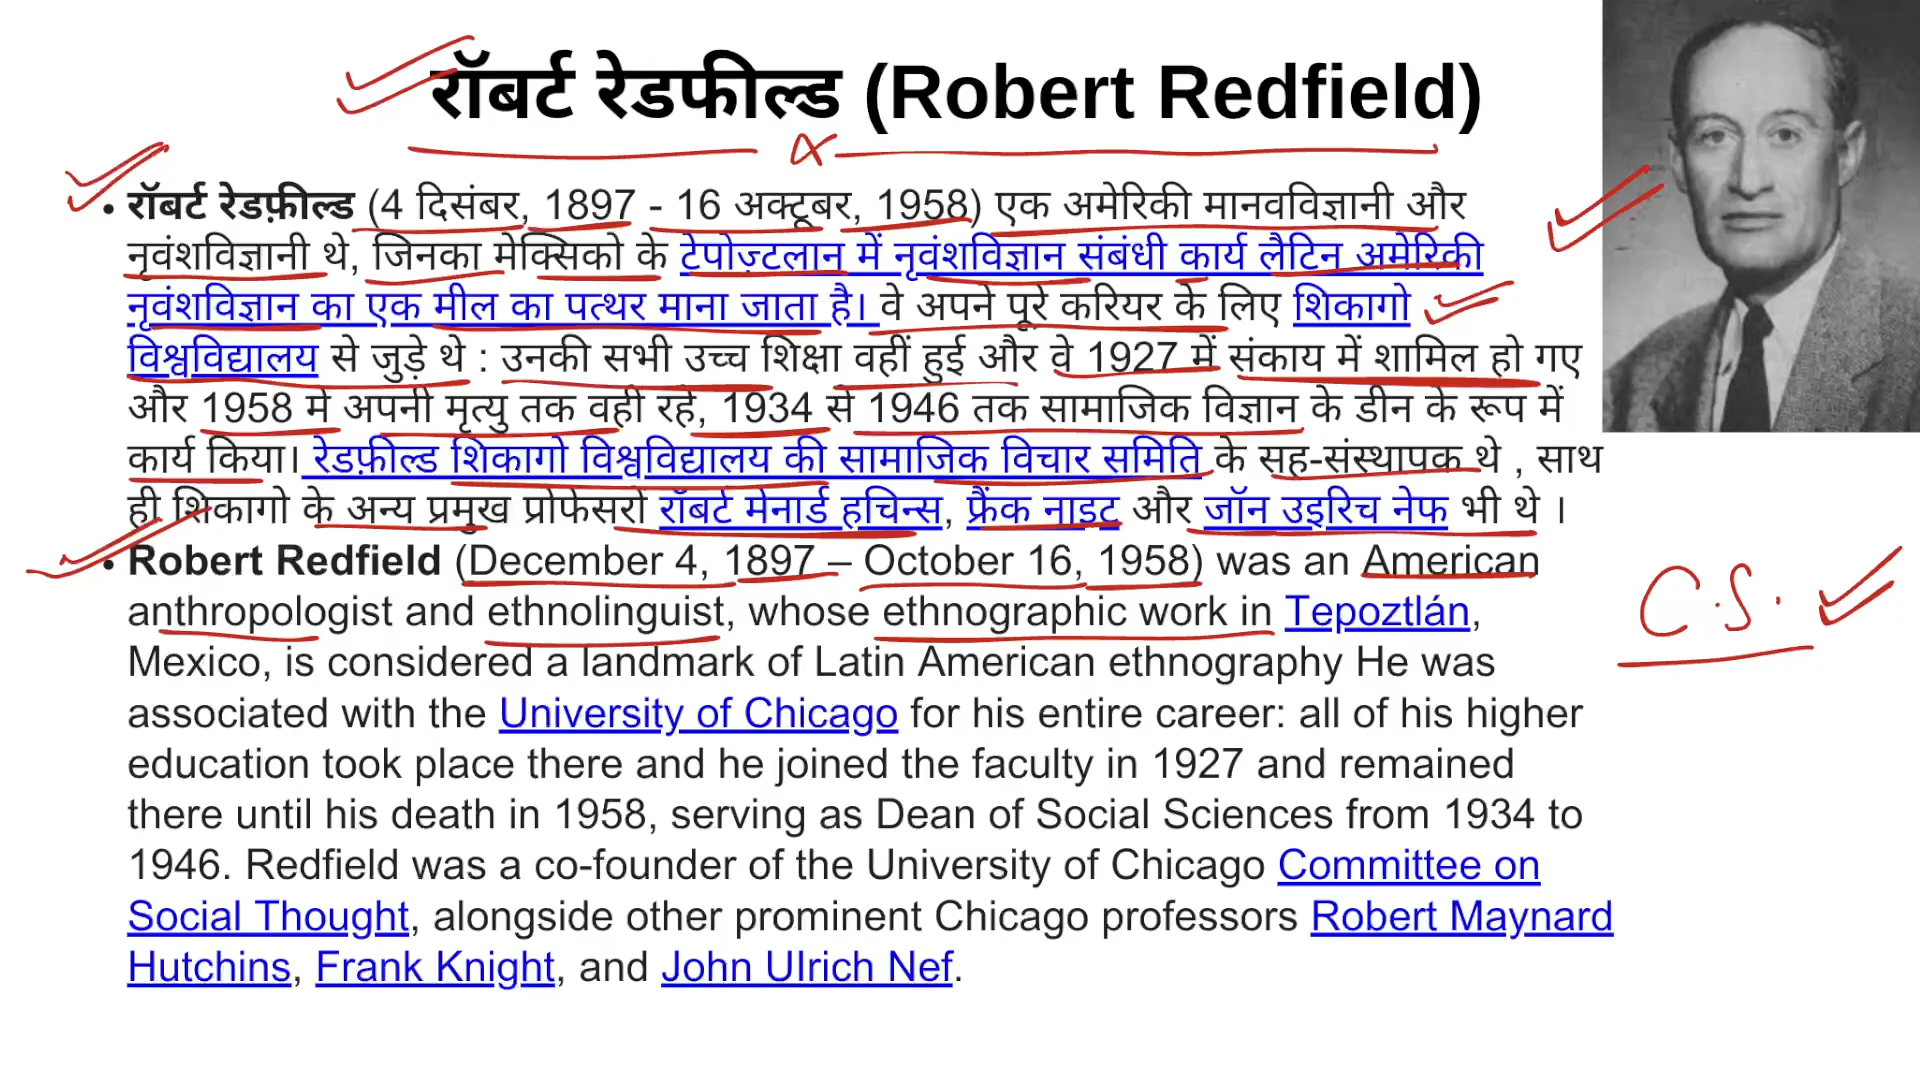 रॉबर्ट रेडफील्ड (Robert Redfield)
• रॉबर्ट रेडफ़ील्ड (4 दिसंबर, 1897 - 16 अक्टूबर, 1958) एक अमेरिकी मानवविज्ञानी और
नृवंशविज्ञानी थे, जिनका मेक्सिको के टेपोज़्टलान में नृवंशविज्ञान संबंधी कार्य लैटिन अमेरिकी
नृवंशविज्ञान का एक मील का पत्थर माना जाता है। वे अपने पूरे करियर के लिए शिकागो
विश्वविद्यालय से जुड़े थे : उनकी सभी उच्च शिक्षा वहीं हुई और वे 1927 में संकाय में शामिल हो गए
और 1958 में अपनी मृत्यु तक वहीं रहे, 1934 से 1946 तक सामाजिक विज्ञान के डीन के रूप में
कार्य किया। रेडफ़ील्ड शिकागो विश्वविद्यालय की सामाजिक विचार समिति के सह-संस्थापक थे , साथ
ही शिकागो के अन्य प्रमुख प्रोफेसरों रॉबर्ट मेनार्ड हचिन्स, फ्रैंक नाइट और जॉन उइरिच नेफ भी थे ।
• Robert Redfield (December 4, 1897 – October 16, 1958) was an American
anthropologist and ethnolinguist, whose ethnographic work in Tepoztlán,
Mexico, is considered a landmark of Latin American ethnography He was
associated with the University of Chicago for his entire career: all of his higher
education took place there and he joined the faculty in 1927 and remained
there until his death in 1958, serving as Dean of Social Sciences from 1934 to
1946. Redfield was a co-founder of the University of Chicago Committee on
Social Thought, alongside other prominent Chicago professors Robert Maynard
Hutchins, Frank Knight, and John Ulrich Nef.
C.S.